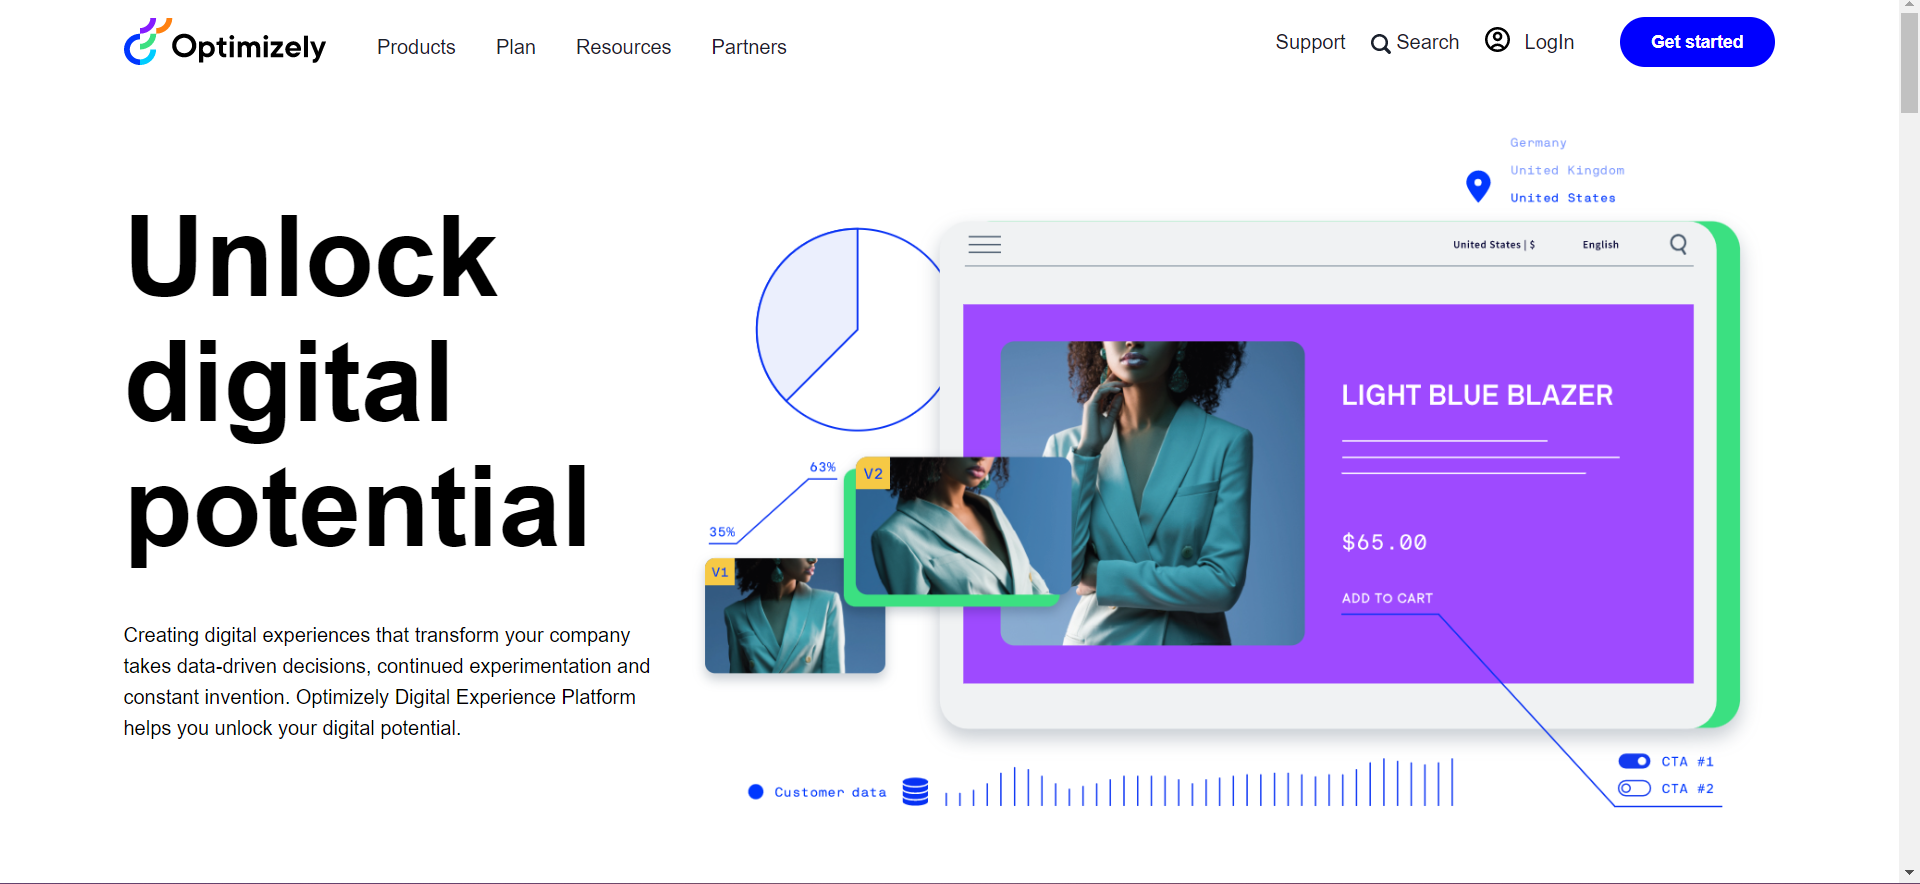 Optimizely
Products
Plan
Resources
Partners
Support
Search
LogIn
Get started
Unlock
digital
potential
Creating digital experiences that transform your company
takes data-driven decisions, continued experimentation and
constant invention. Optimizely Digital Experience Platform
helps you unlock your digital potential.
Germany
United Kingdom
United States
United States | $
English
LIGHT BLUE BLAZER
$65.00
ADD TO CART
63%
V2
35%
V1
Customer data
CTA #1
CTA #2